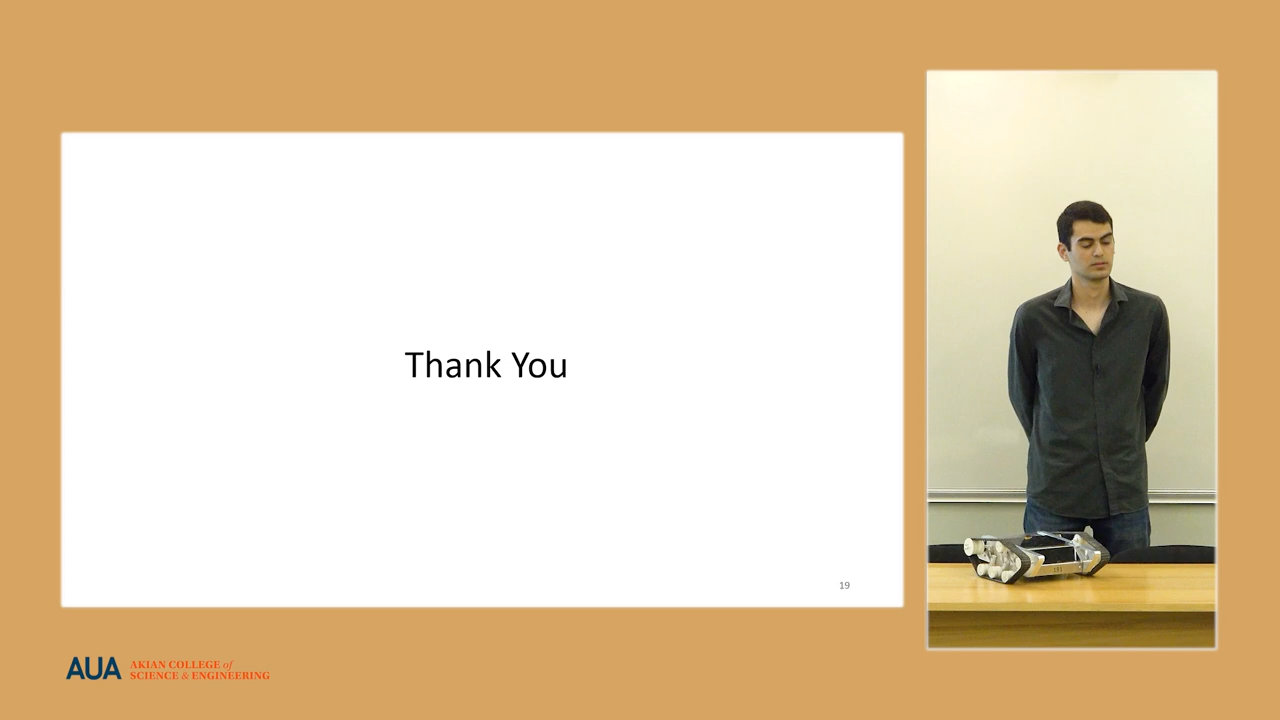 Thank You
19
AUA
AKIAN COLLEGE of
SCIENCE & ENGINEERING